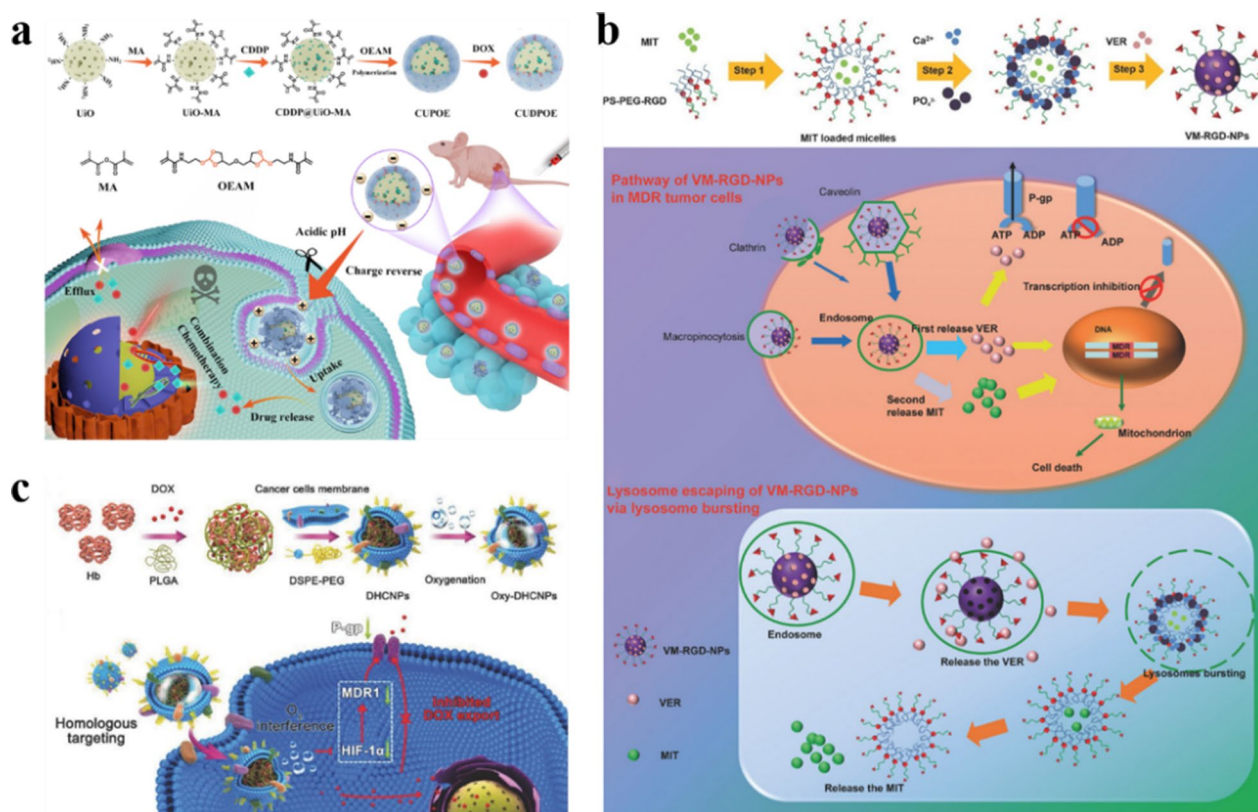 a
NH₂
NH₂
NH₂
NH₂
MA
CDDP
OEAM
Polymerization
DOX
UiO
UiO-MA
CDDP@UiO-MA
CUPOE
CUDPOE
MA
OEAM
Acidic pH
Charge reverse
Efflux
Combination
Chemotherapy
Uptake
Drug release
b
MIT
PS-PEG-RGD
Step 1
MIT loaded micelles
Ca²⁺
Step 2
PO₄³⁻
VER
Step 3
VM-RGD-NPs
Pathway of VM-RGD-NPs
in MDR tumor cells
Caveolin
Clathrin
Macropinocytosis
Endosome
P-gp
ATP
ADP
ATP
ADP
Transcription inhibition
First release VER
DNA
MDR
MDR
Second
release MIT
Mitochondrion
Cell death
Lysosome escaping of VM-RGD-NPs
via lysosome bursting
Endosome
Release the VER
Lysosomes bursting
VM-RGD-NPs
VER
MIT
Release the MIT
c
DOX
Cancer cells membrane
Hb
PLGA
DSPE-PEG
DHCNPs
Oxygenation
Oxy-DHCNPs
P-gp
MDR1
HIF-1α
O₂
interference
Inhibited
DOX export
Homologous
targeting